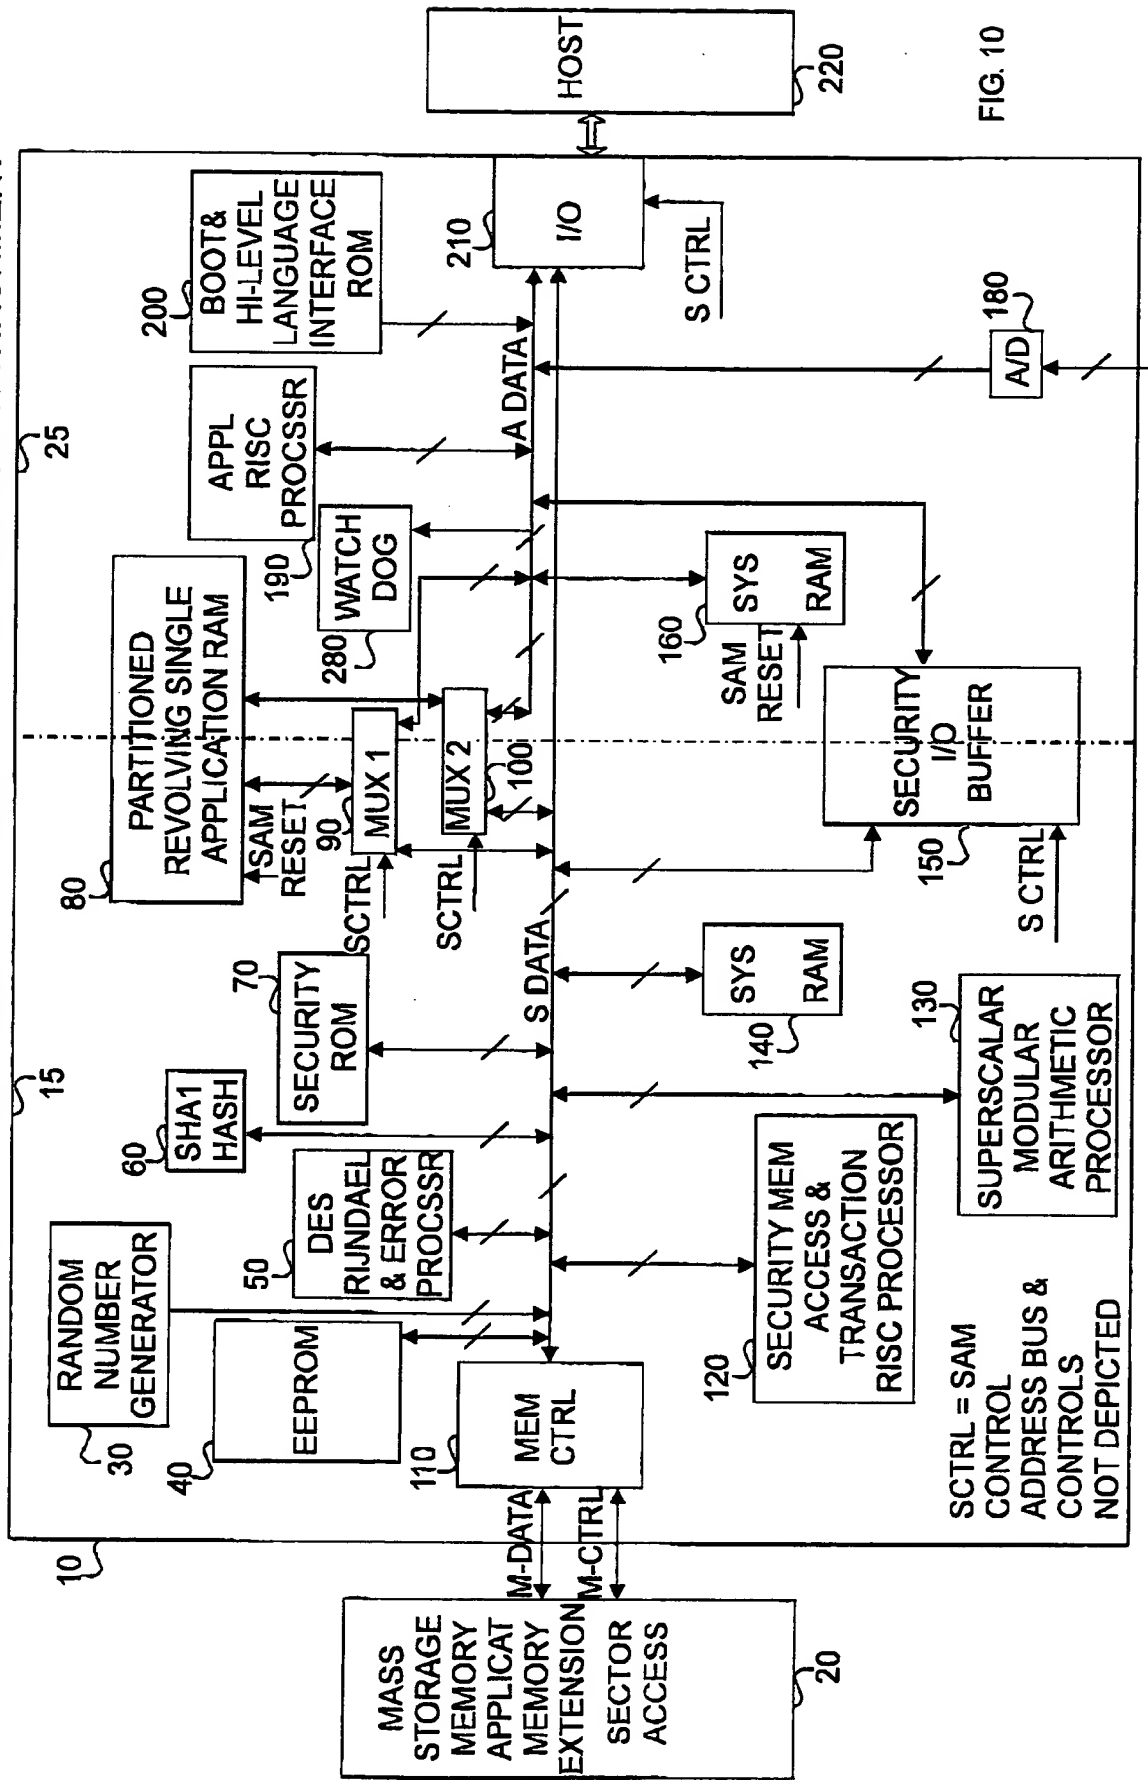 25
15
10
RANDOM
NUMBER
GENERATOR
30
EEPROM
40
DES
RIJNDAEL
& ERROR
PROCSSR
50
SHA1
HASH
60
SECURITY
ROM
70
PARTITIONED
REVOLVING SINGLE
APPLICATION RAM
80
SAM
RESET
MUX 1
90
SCTRL
MUX 2
100
SCTRL
WATCH
DOG
280
APPL
RISC
PROCSSR
190
BOOT&
HI-LEVEL
LANGUAGE
INTERFACE
ROM
200
MASS
STORAGE
MEMORY
APPLICAT
MEMORY
EXTENSION
SECTOR
ACCESS
20
M-DATA
M-CTRL
MEM
CTRL
110
S DATA
A DATA
I/O
210
S CTRL
HOST
220
SECURITY MEM
ACCESS &
TRANSACTION
RISC PROCESSOR
120
SUPERSCALAR
MODULAR
ARITHMETIC
PROCESSOR
130
SYS
RAM
140
SECURITY
I/O
BUFFER
150
S CTRL
SYS
RAM
160
SAM
RESET
A/D
180
SCTRL = SAM
CONTROL
ADDRESS BUS &
CONTROLS
NOT DEPICTED
FIG. 10